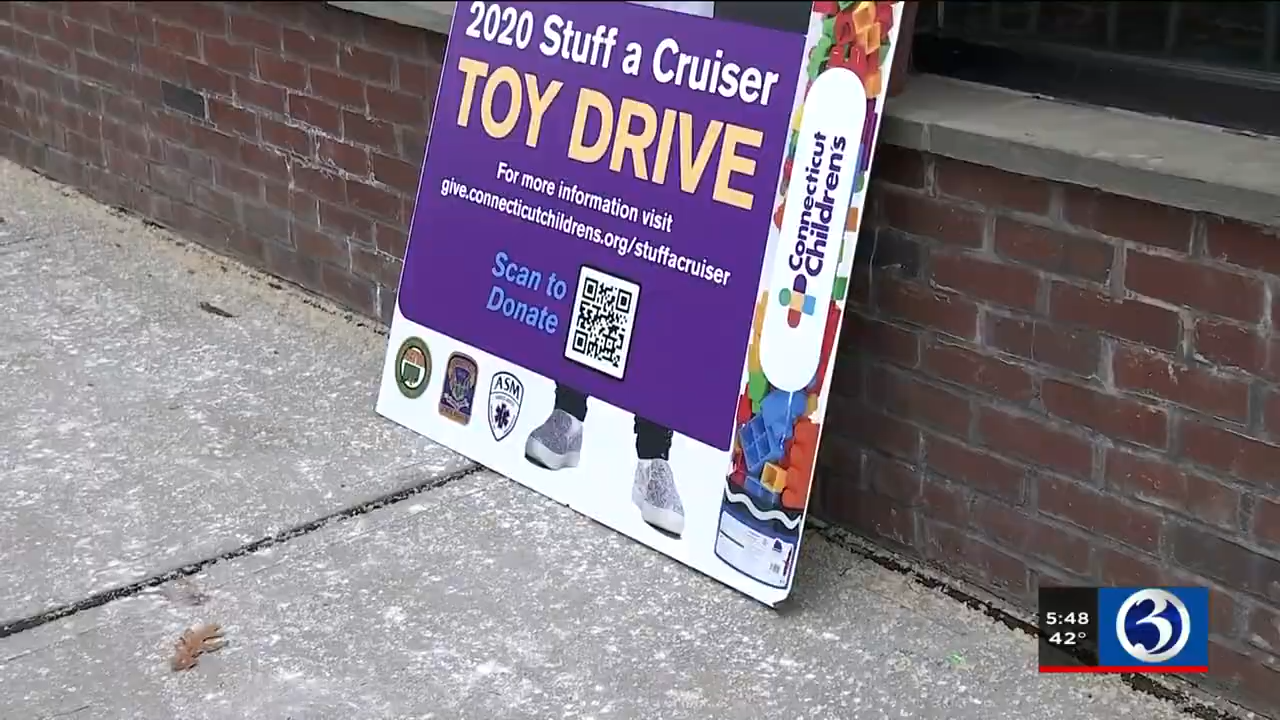 2020 Stuff a Cruiser
TOY DRIVE
For more information visit
give.connecticutchildrens.org/stuffacruiser
Scan to
Donate
Connecticut
Children's
ASM
5:48
42°
3